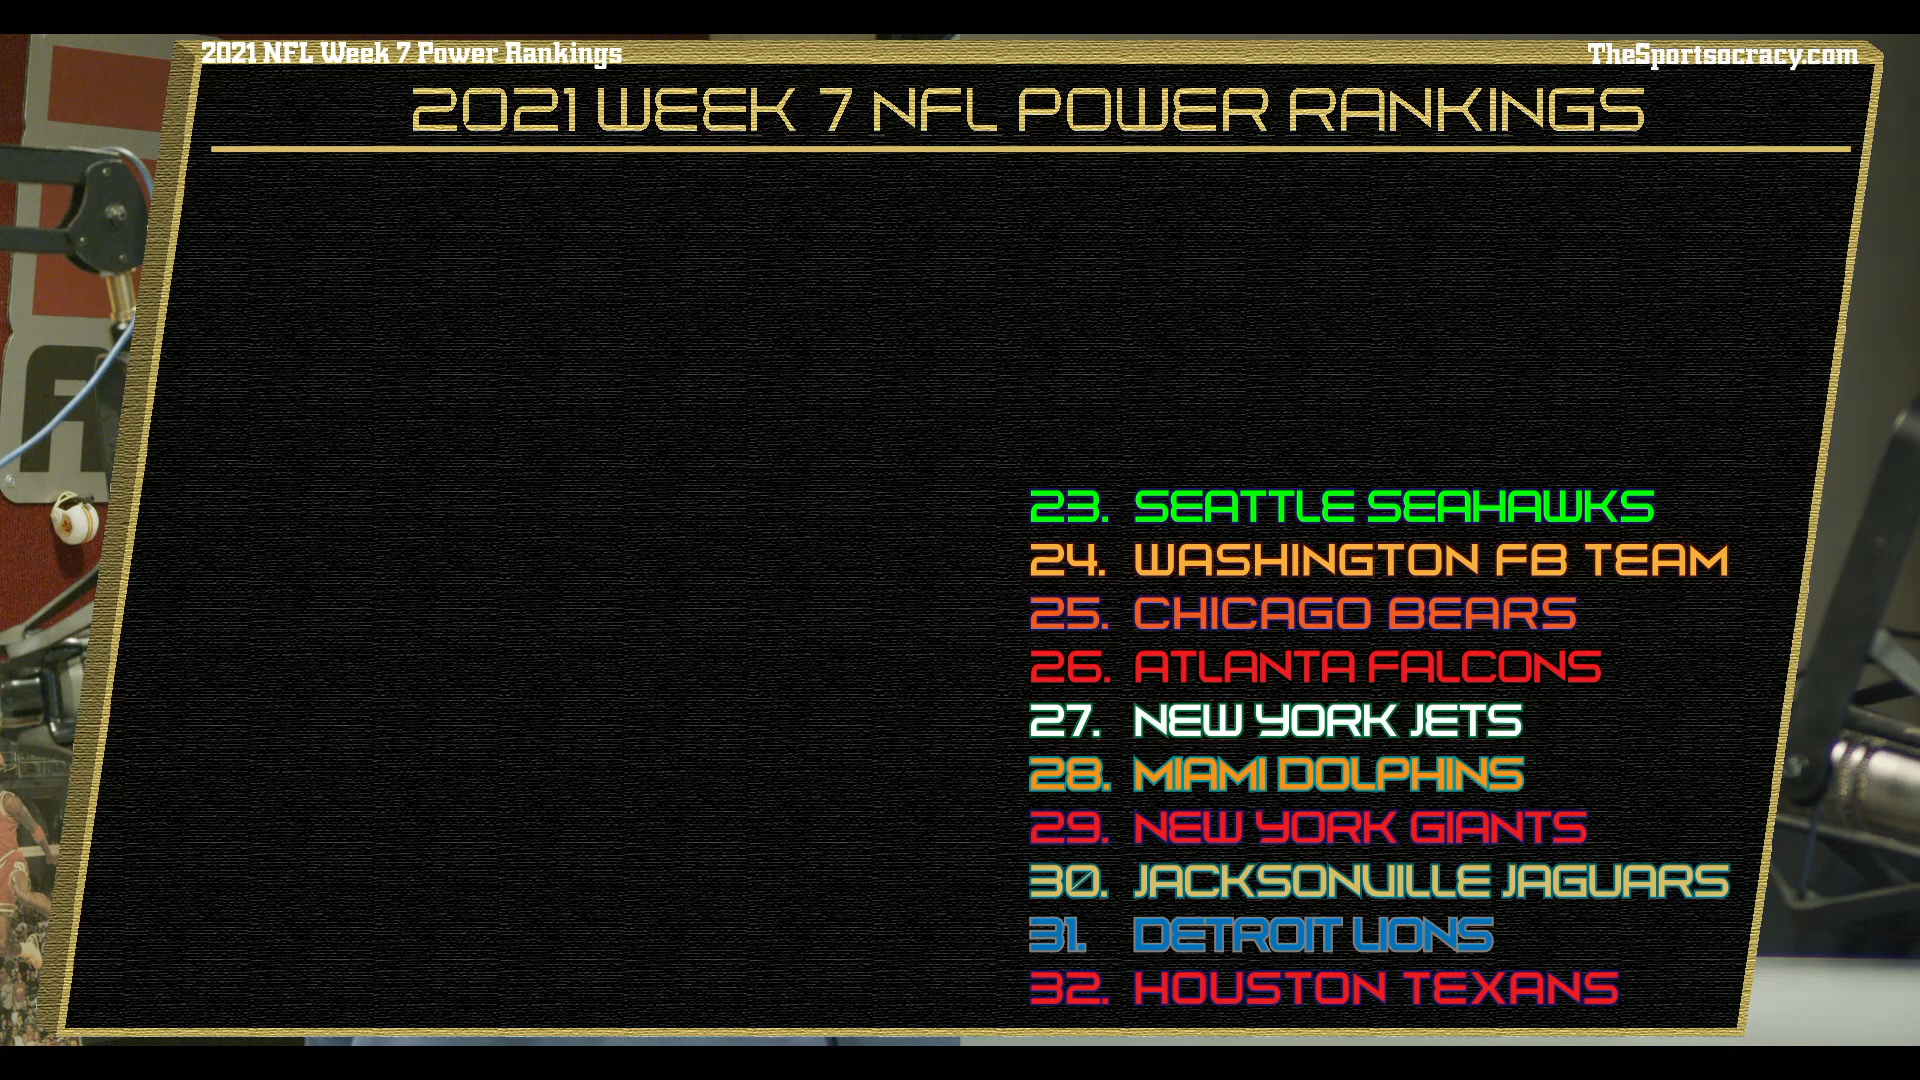 2021 NFL Week 7 Power Rankings
TheSportsocracy.com
2021 WEEK 7 NFL POWER RANKINGS
23. SEATTLE SEAHAWKS
24. WASHINGTON FB TEAM
25. CHICAGO BEARS
26. ATLANTA FALCONS
27. NEW YORK JETS
28. MIAMI DOLPHINS
29. NEW YORK GIANTS
30. JACKSONVILLE JAGUARS
31. DETROIT LIONS
32. HOUSTON TEXANS